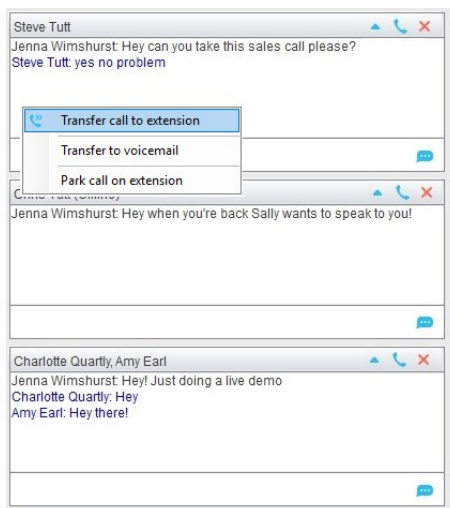 Steve Tutt
Jenna Wimshurst: Hey can you take this sales call please?
Steve Tutt: yes no problem
Transfer call to extension
Transfer to voicemail
Park call on extension
Jenna Wimshurst: Hey when you're back Sally wants to speak to you!
Charlotte Quartly, Amy Earl
Jenna Wimshurst: Hey! Just doing a live demo
Charlotte Quartly: Hey
Amy Earl: Hey there!